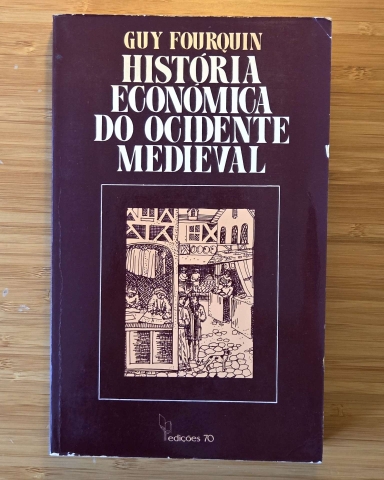 GUY FOURQUIN
HISTÓRIA
ECONÓMICA
DO OCIDENTE
MEDIEVAL
edições 70